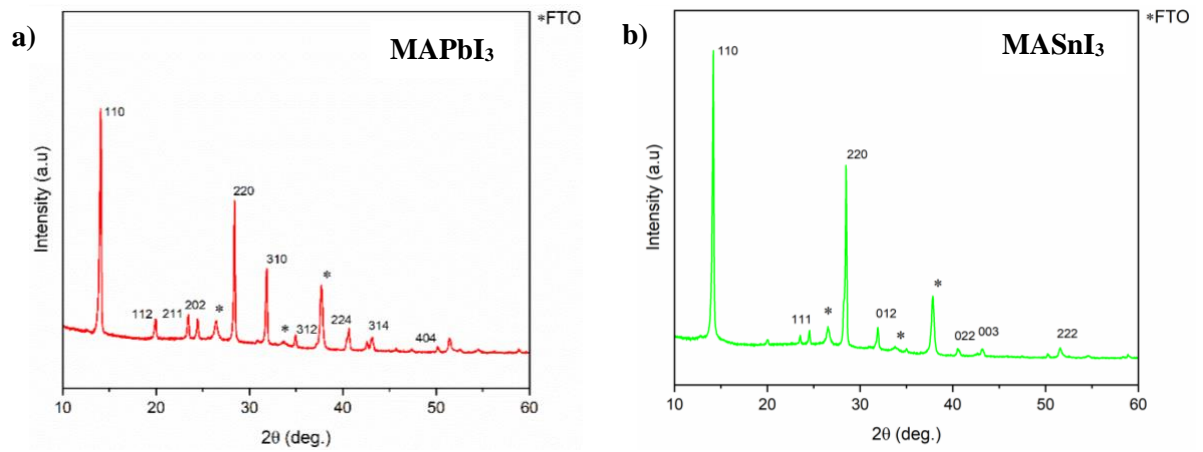 a)
*FTO
MAPbI₃
110
220
310
*
112
211
202
*
*
312
224
314
404
Intensity (a.u)
10 20 30 40 50 60
2θ (deg.)
b)
*FTO
MASnI₃
110
220
*
111
*
012
*
022
003
222
Intensity (a.u)
10 20 30 40 50 60
2θ (deg.)